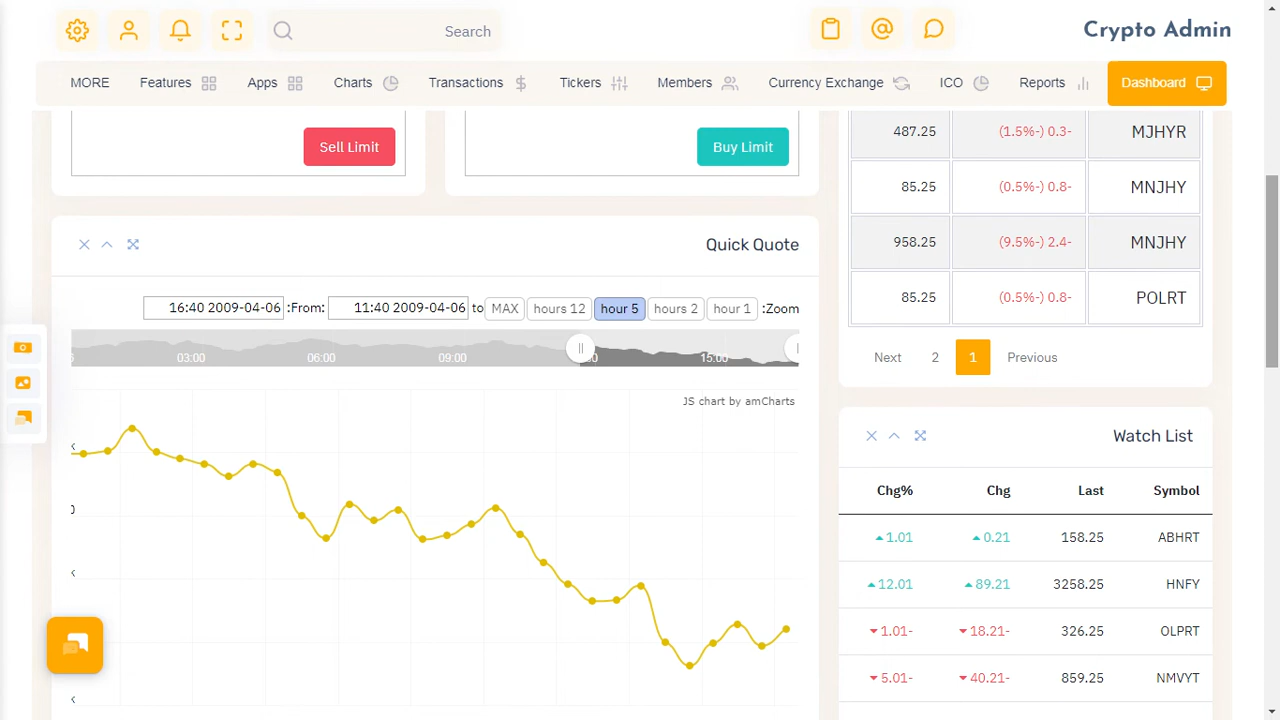 Search
Crypto Admin
MORE Features Apps Charts Transactions Tickers Members Currency Exchange ICO Reports Dashboard
Sell Limit
Buy Limit
487.25 (1.5%-) 0.3- MJHYR
85.25 (0.5%-) 0.8- MNJHY
958.25 (9.5%-) 2.4- MNJHY
85.25 (0.5%-) 0.8- POLRT
Next 2 1 Previous
Quick Quote
16:40 2009-04-06 :From: 11:40 2009-04-06 to MAX hours 12 hour 5 hours 2 hour 1 :Zoom
03:00 06:00 09:00 15:00
JS chart by amCharts
Watch List
Chg% Chg Last Symbol
1.01 0.21 158.25 ABHRT
12.01 89.21 3258.25 HNFY
1.01- 18.21- 326.25 OLPRT
5.01- 40.21- 859.25 NMVYT